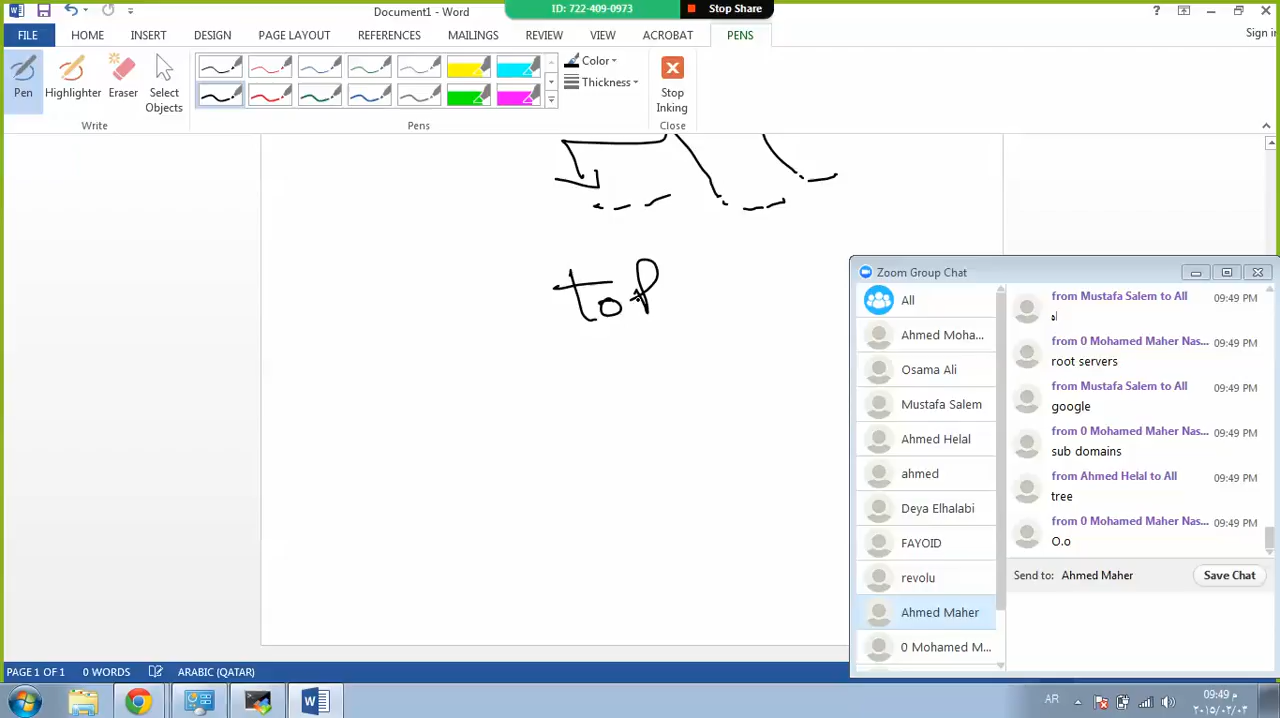 Document1 - Word
ID: 722-409-0973
Stop Share
?
FILE
HOME
INSERT
DESIGN
PAGE LAYOUT
REFERENCES
MAILINGS
REVIEW
VIEW
ACROBAT
PENS
Sign in
Pen
Highlighter
Eraser
Select Objects
Color
Thickness
Stop Inking
Write
Pens
Close
top
Zoom Group Chat
All
Ahmed Moha...
Osama Ali
Mustafa Salem
Ahmed Helal
ahmed
Deya Elhalabi
FAYOID
revolu
Ahmed Maher
0 Mohamed M...
from Mustafa Salem to All 09:49 PM
from 0 Mohamed Maher Nas... 09:49 PM
root servers
from Mustafa Salem to All 09:49 PM
google
from 0 Mohamed Maher Nas... 09:49 PM
sub domains
from Ahmed Helal to All 09:49 PM
tree
from 0 Mohamed Maher Nas... 09:49 PM
O.o
Send to: Ahmed Maher
Save Chat
PAGE 1 OF 1
0 WORDS
ARABIC (QATAR)
AR
09:49 م
٢٠١٥/٠٢/٠٣